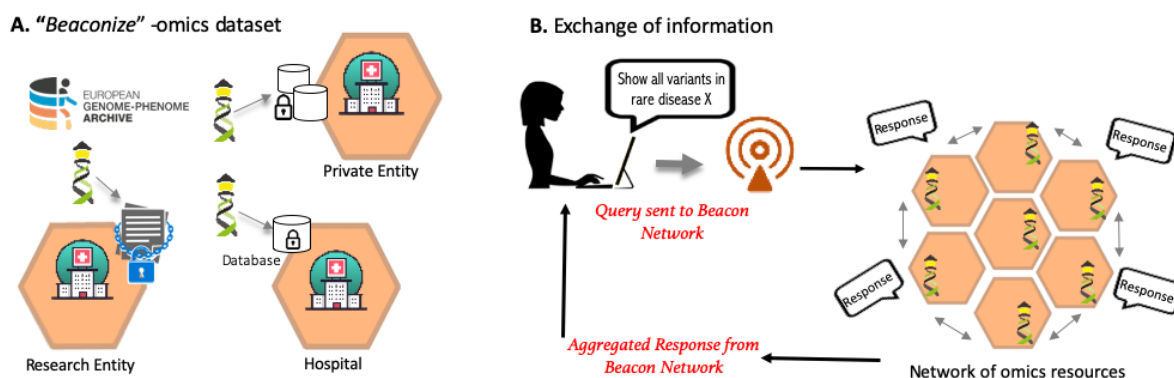 A. “Beaconize” -omics dataset
EUROPEAN
GENOME-PHENOME
ARCHIVE
Private Entity
Database
Research Entity
Hospital
B. Exchange of information
Show all variants in
rare disease X
Query sent to Beacon
Network
Response
Response
Response
Response
Aggregated Response from
Beacon Network
Network of omics resources